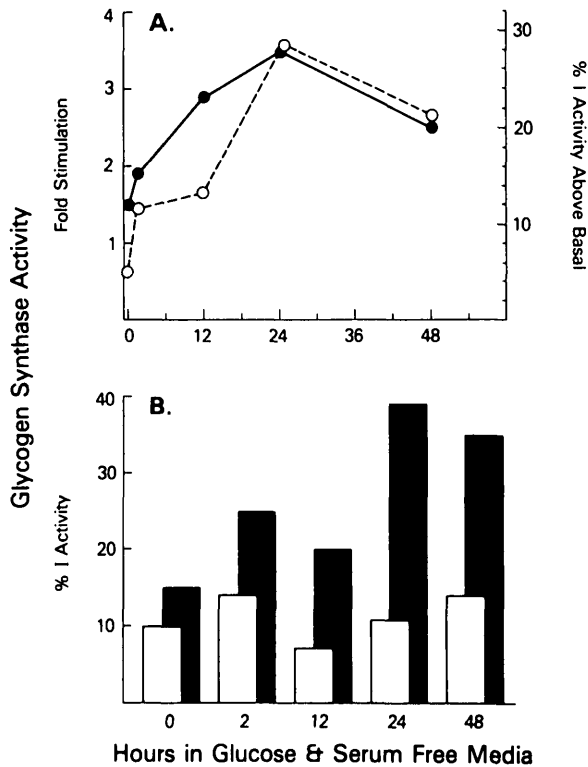 A.
4
3
2
1
Fold Stimulation
30
20
10
% I Activity Above Basal
0 12 24 36 48
Glycogen Synthase Activity
B.
40
30
20
10
% I Activity
0 2 12 24 48
Hours in Glucose & Serum Free Media